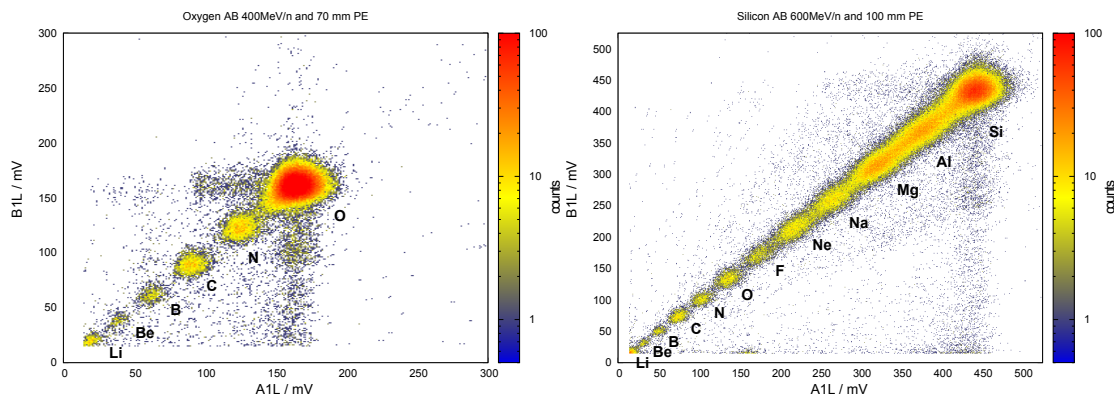 Oxygen AB 400MeV/n and 70 mm PE
B1L / mV
300
250
200
150
100
50
0
0 50 100 150 200 250 300
A1L / mV
O
N
C
B
Be
Li
100
10
1
counts
Silicon AB 600MeV/n and 100 mm PE
B1L / mV
500
450
400
350
300
250
200
150
100
50
0
0 50 100 150 200 250 300 350 400 450 500
A1L / mV
Si
Al
Mg
Na
Ne
F
O
N
C
B
Be
Li
100
10
1
counts